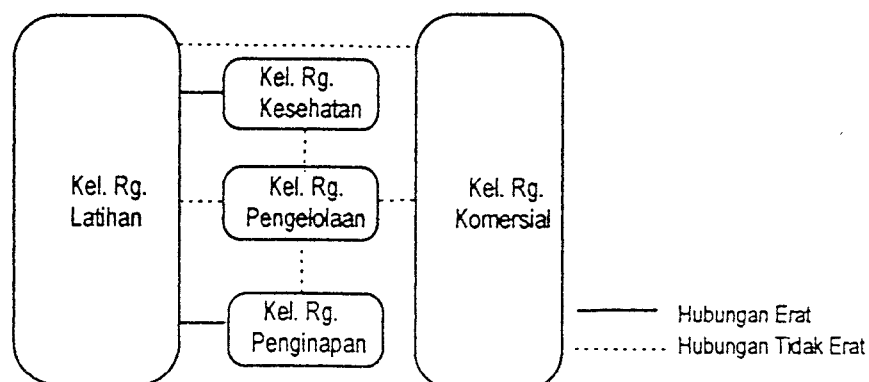 Kel. Rg.
Kesehatan
Kel. Rg.
Latihan
Kel. Rg.
Pengelolaan
Kel. Rg.
Komersial
Kel. Rg.
Penginapan
Hubungan Erat
Hubungan Tidak Erat